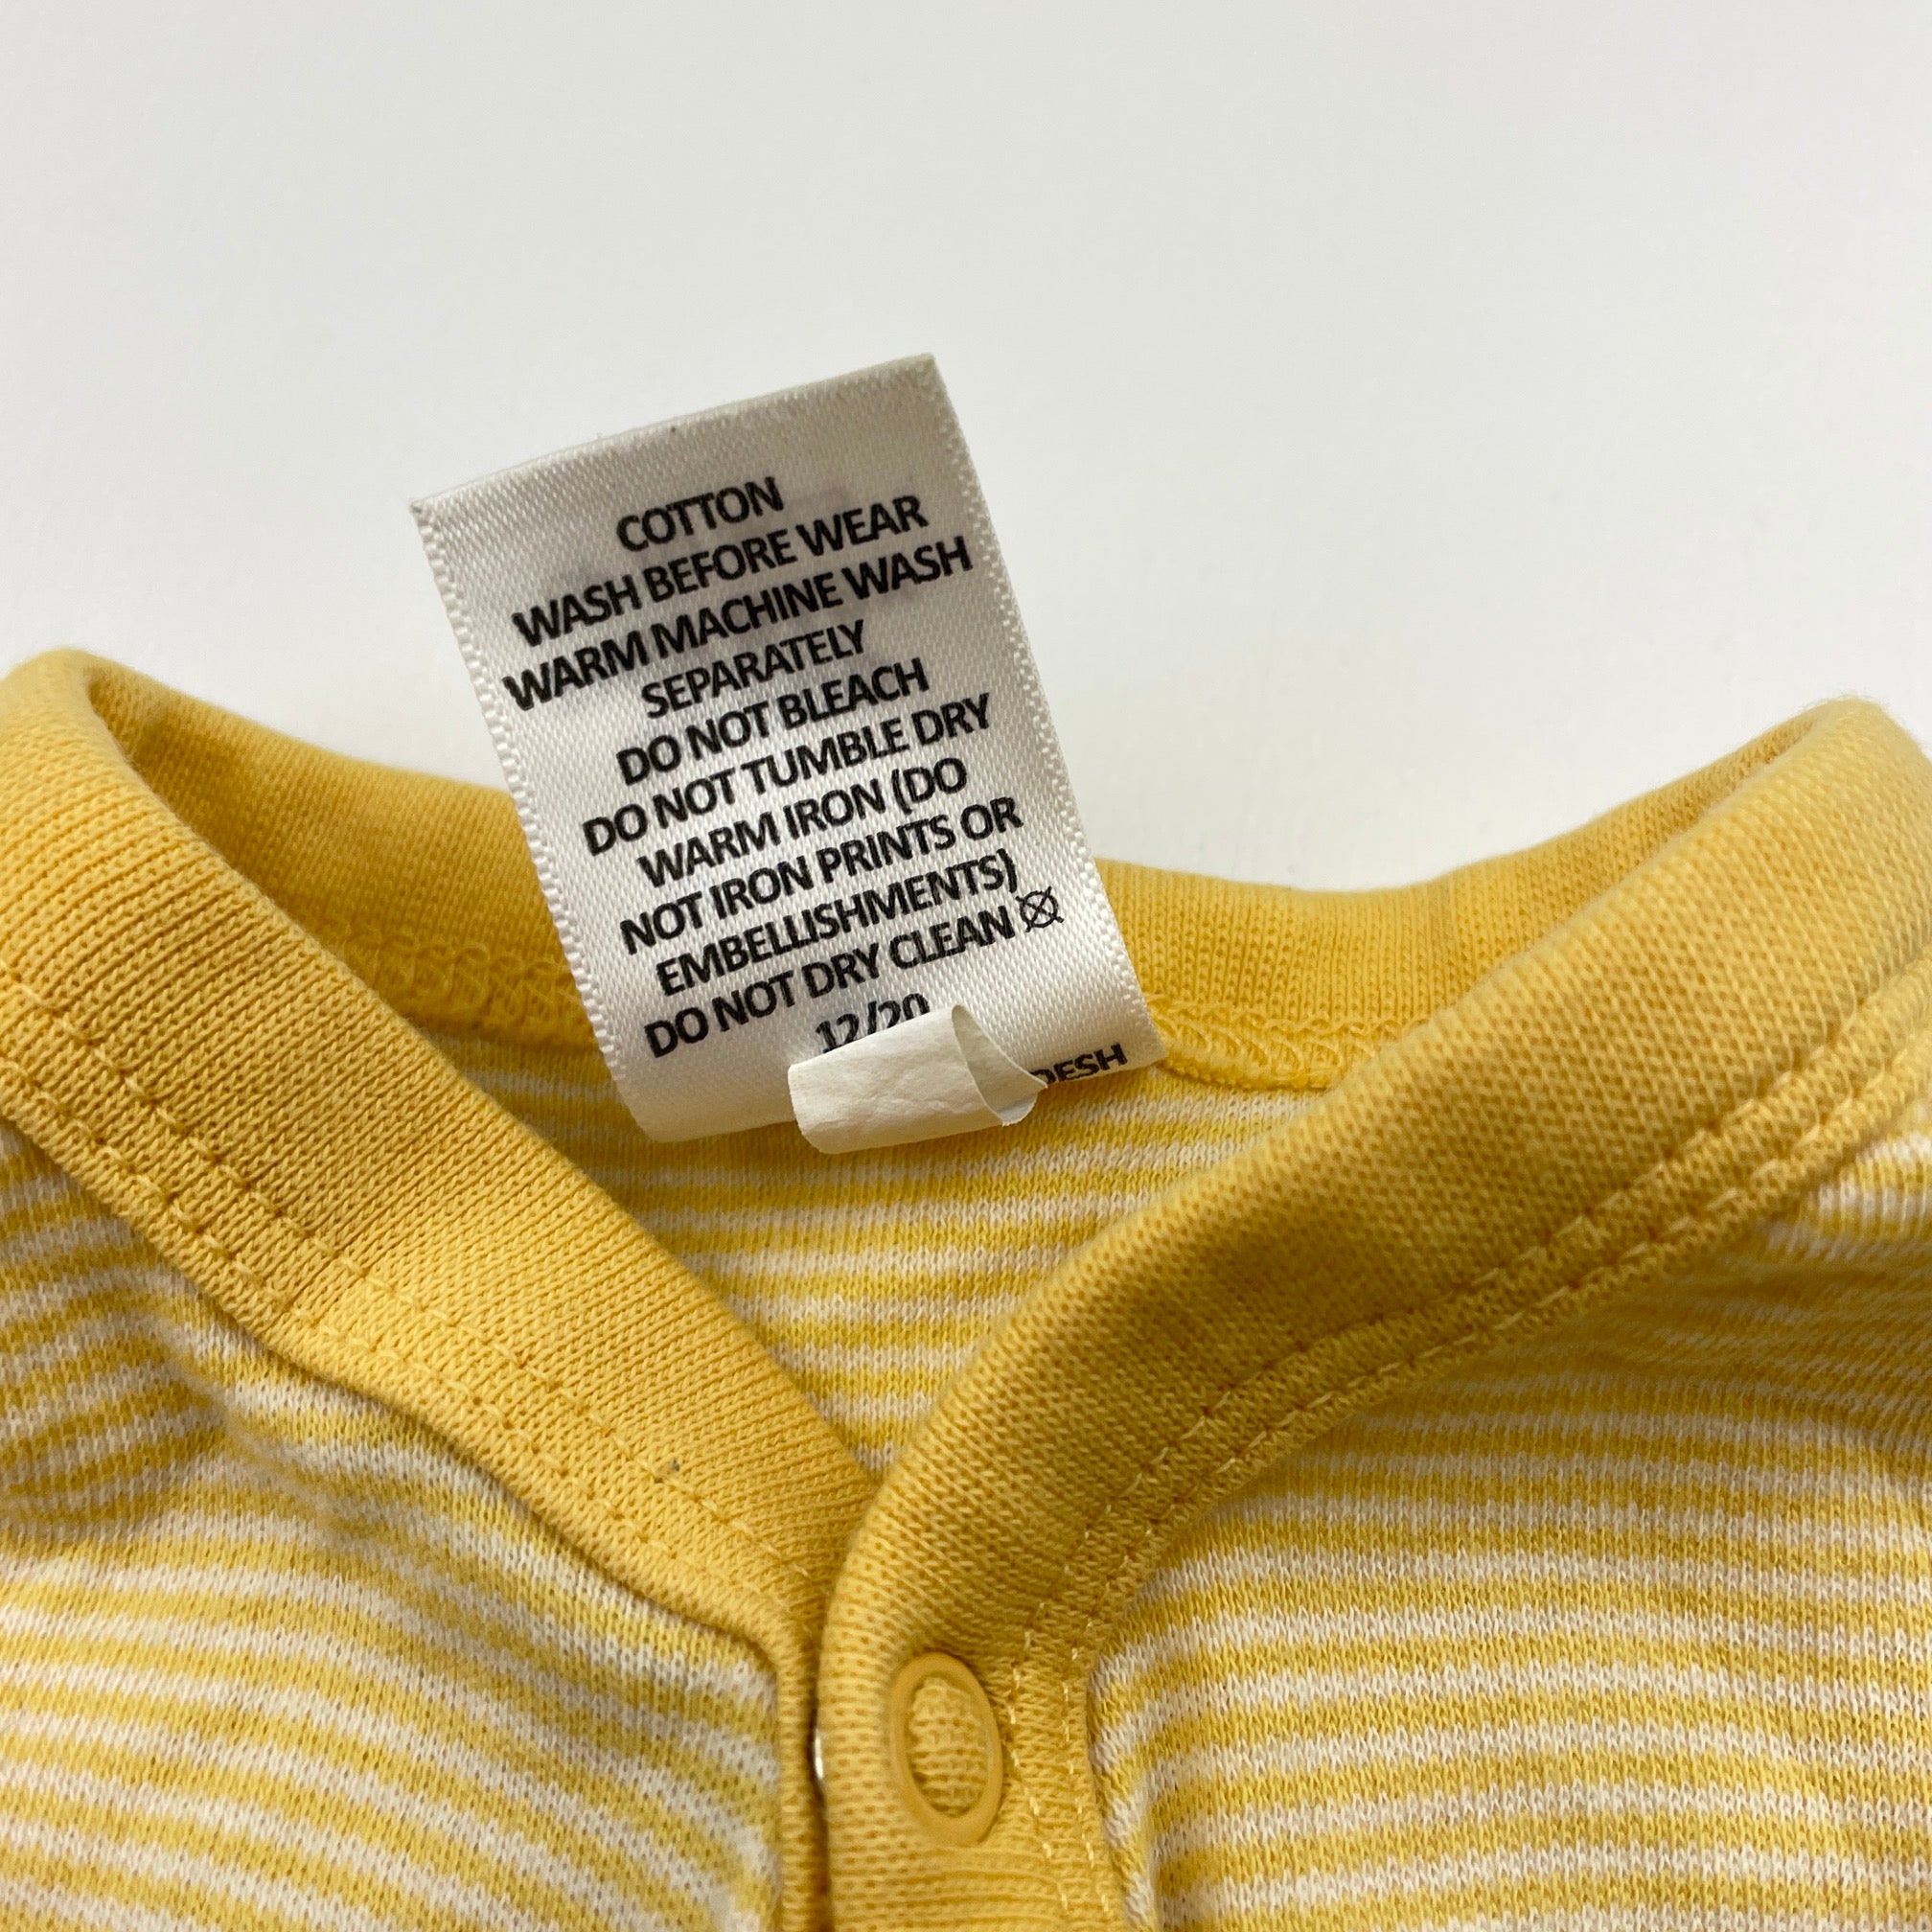 COTTON
WASH BEFORE WEAR
WARM MACHINE WASH
SEPARATELY
DO NOT BLEACH
DO NOT TUMBLE DRY
WARM IRON (DO
NOT IRON PRINTS OR
EMBELLISHMENTS)
DO NOT DRY CLEAN
12/20
DESH